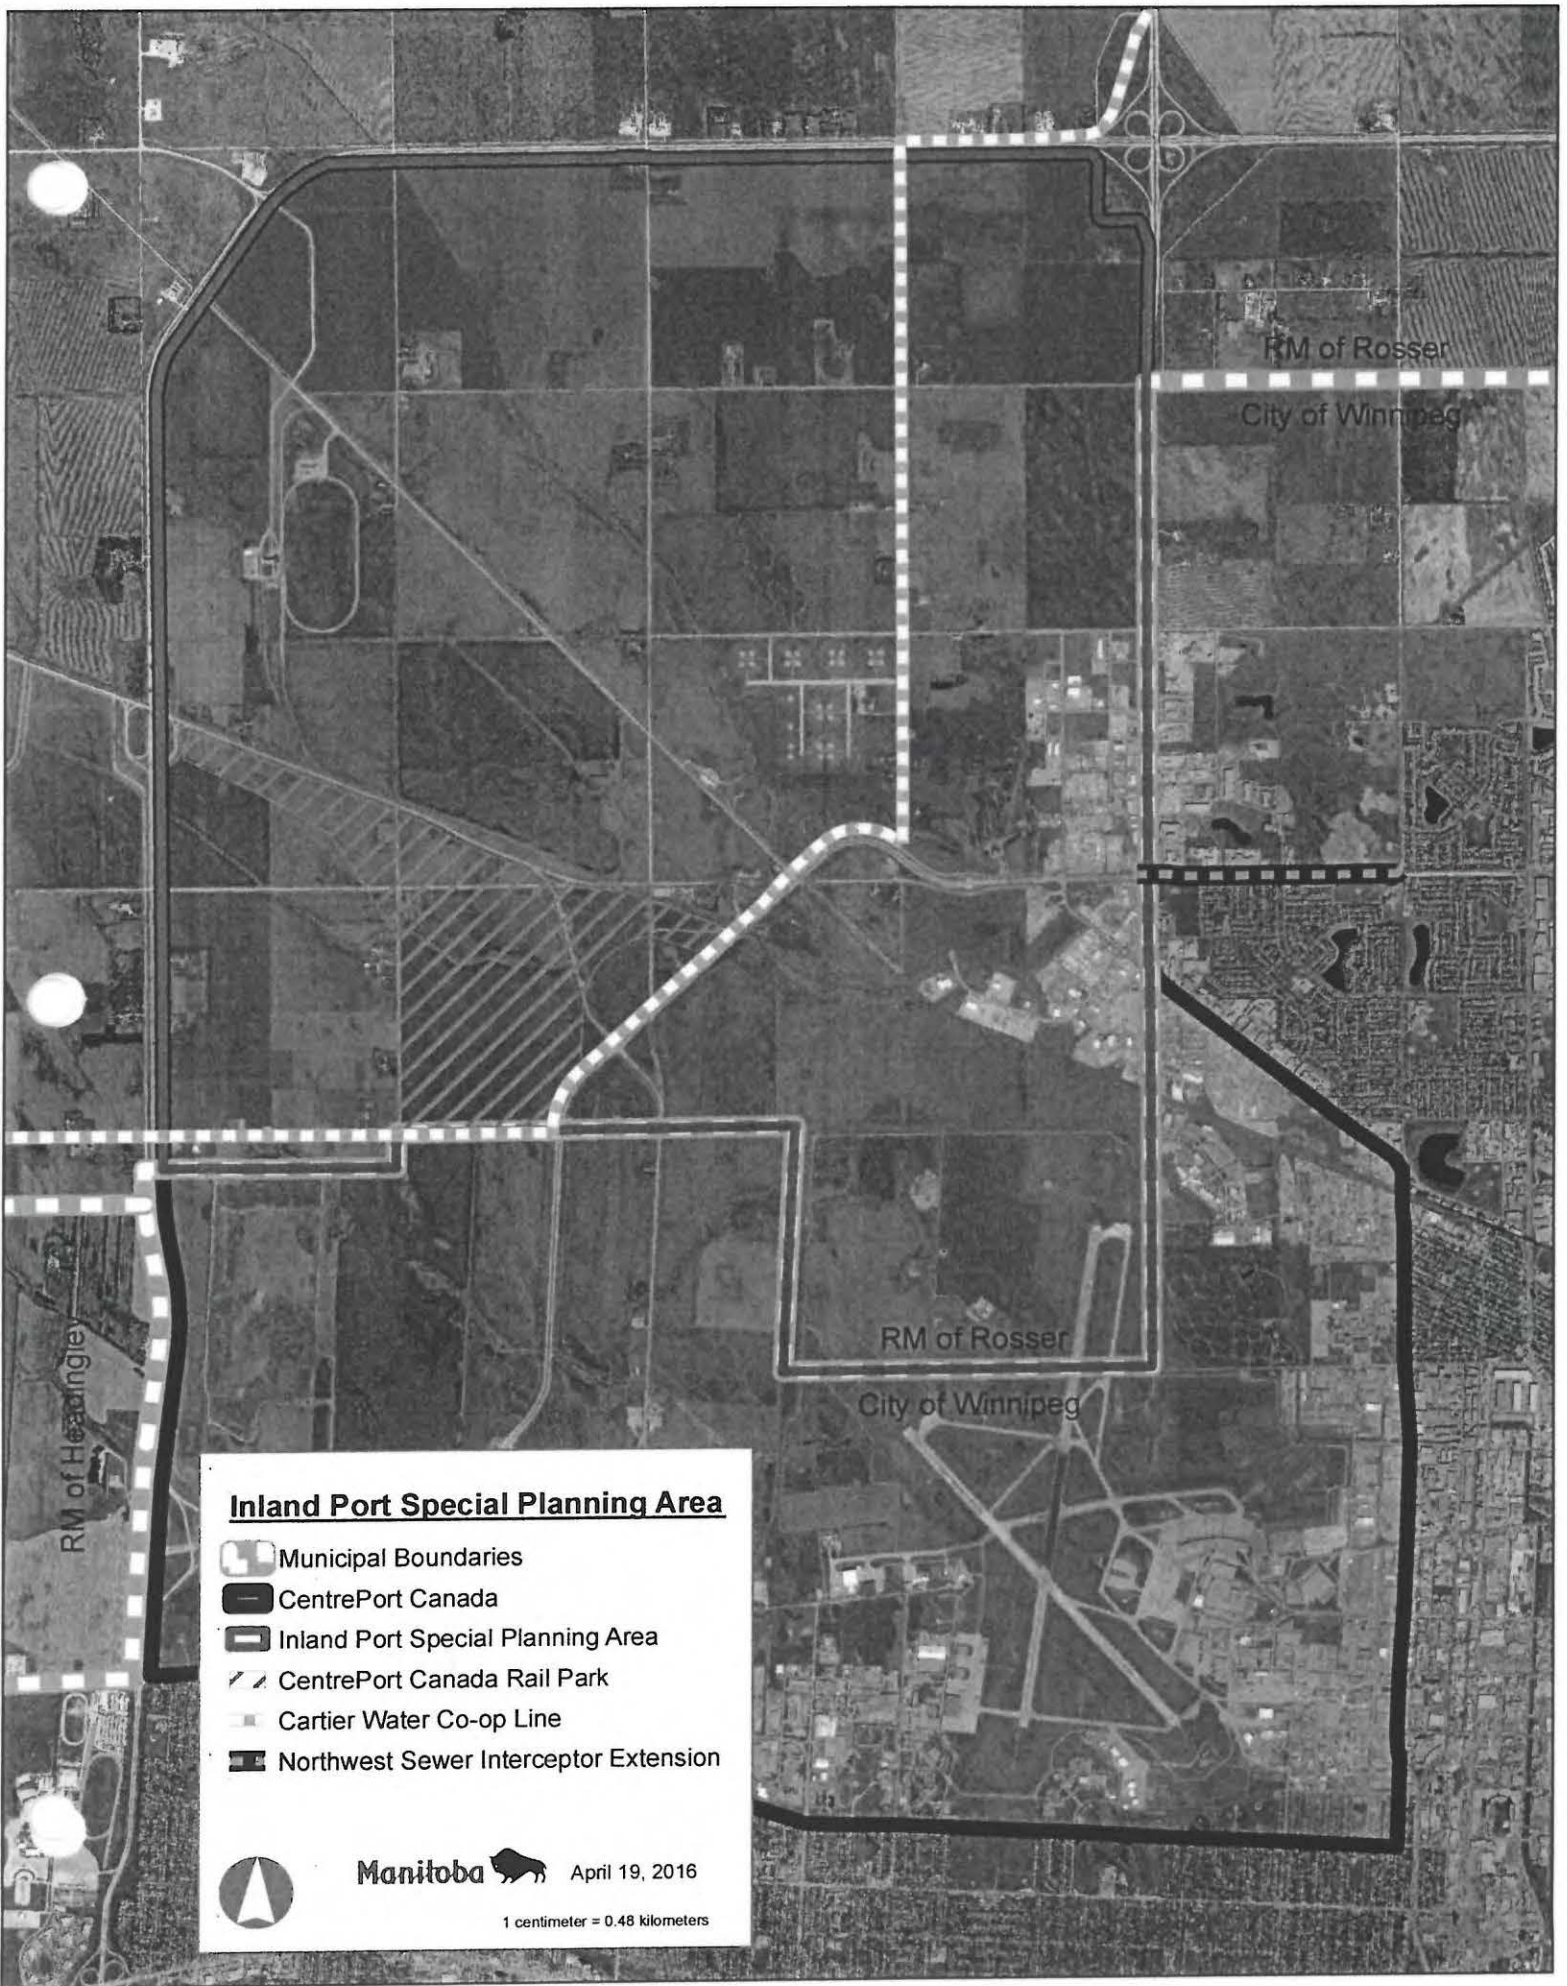 RM of Rosser
City of Winnipeg
RM of Rosser
City of Winnipeg
RM of Headingley
Inland Port Special Planning Area
Municipal Boundaries
CentrePort Canada
Inland Port Special Planning Area
CentrePort Canada Rail Park
Cartier Water Co-op Line
Northwest Sewer Interceptor Extension
Manitoba April 19, 2016
1 centimeter = 0.48 kilometers